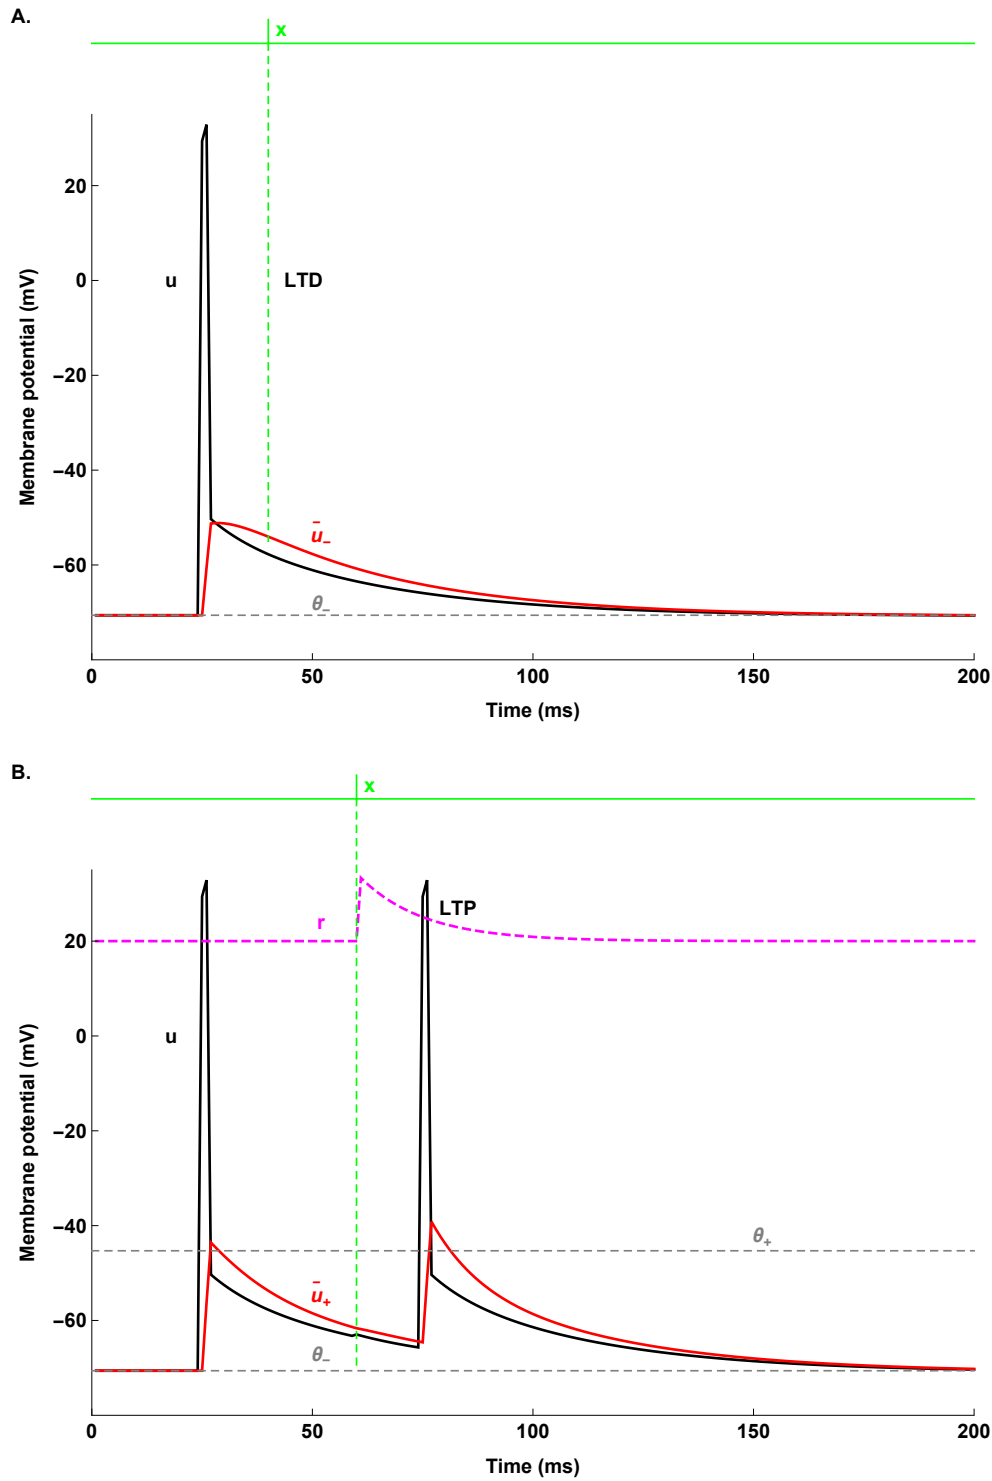 A.
x
20
0
−20
−40
−60
u
LTD
ū₋
θ₋
Membrane potential (mV)
0 50 100 150 200
Time (ms)
B.
x
r
LTP
20
0
−20
−40
−60
u
θ₊
ū₊
θ₋
Membrane potential (mV)
0 50 100 150 200
Time (ms)